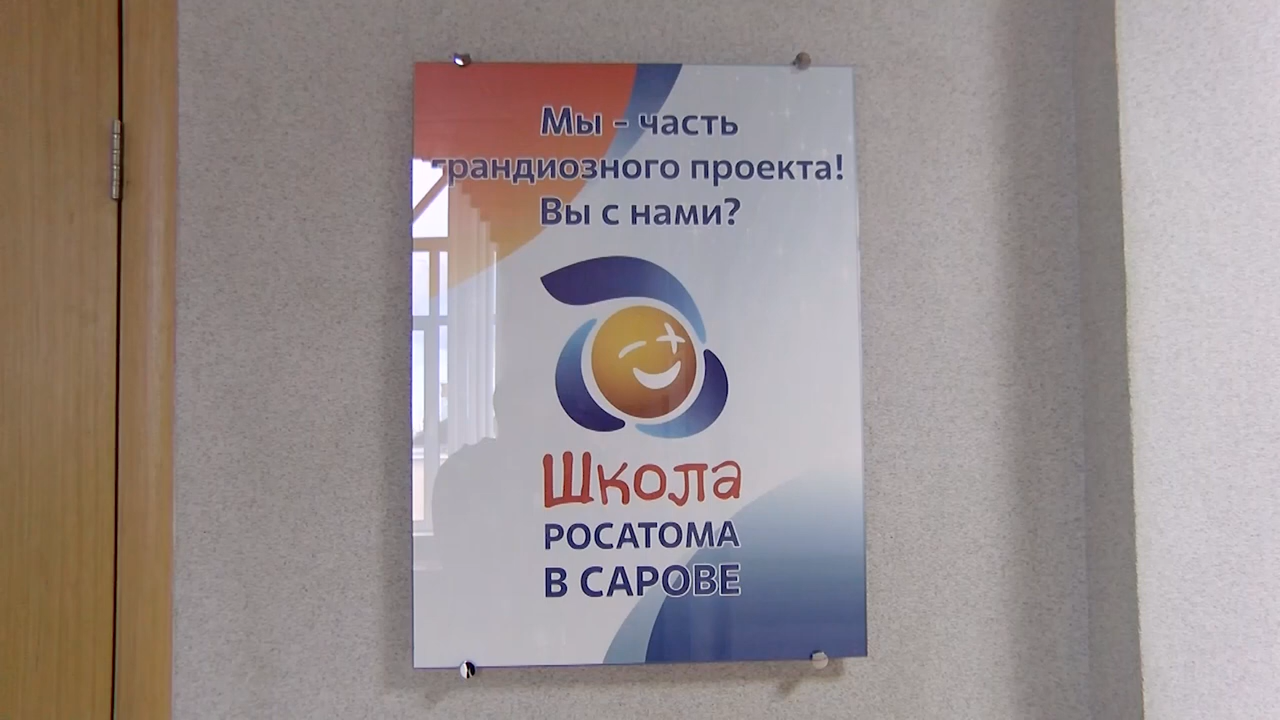 Мы - часть
грандиозного проекта!
Вы с нами?
Школа
РОСАТОМА
В САРОВЕ